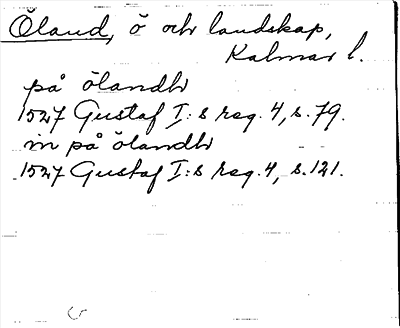 Öland, ö och landskap,
Kalmar l.
på ölandh
1527 Gustaf I:s reg. 4, s. 79.
in på ölandh
1527 Gustaf I:s reg. 4, s. 121.